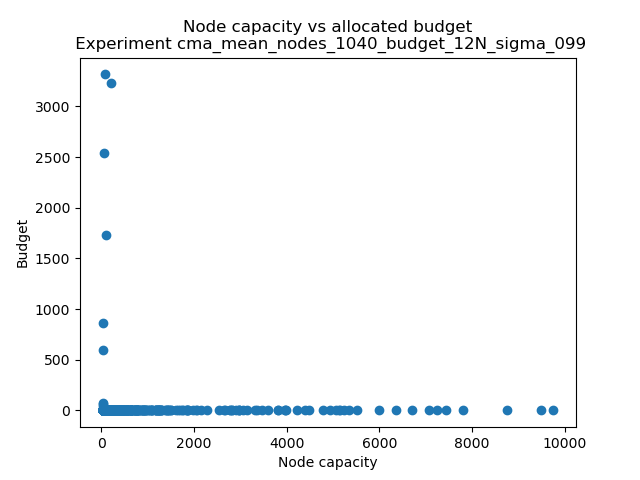 Node capacity vs allocated budget
Experiment cma_mean_nodes_1040_budget_12N_sigma_099
3000
2500
2000
1500
1000
500
0
Budget
0 2000 4000 6000 8000 10000
Node capacity